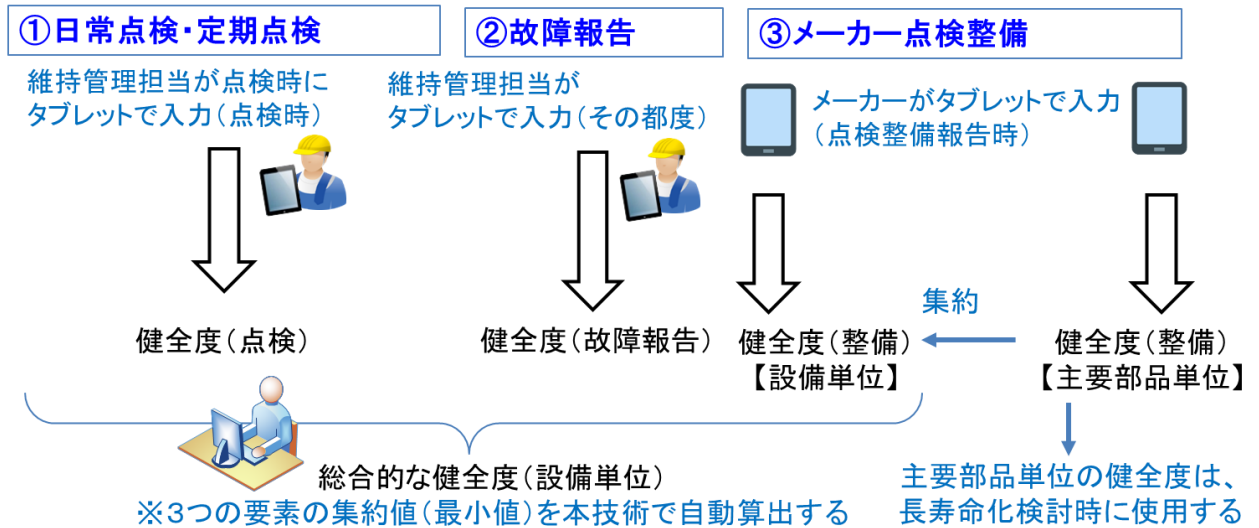 ①日常点検・定期点検
維持管理担当が点検時に
タブレットで入力（点検時）
②故障報告
維持管理担当が
タブレットで入力（その都度）
③メーカー点検整備
メーカーがタブレットで入力
（点検整備報告時）
健全度（点検）
健全度（故障報告）
健全度（整備）
【設備単位】
集約
健全度（整備）
【主要部品単位】
総合的な健全度（設備単位）
※３つの要素の集約値（最小値）を本技術で自動算出する
主要部品単位の健全度は、
長寿命化検討時に使用する